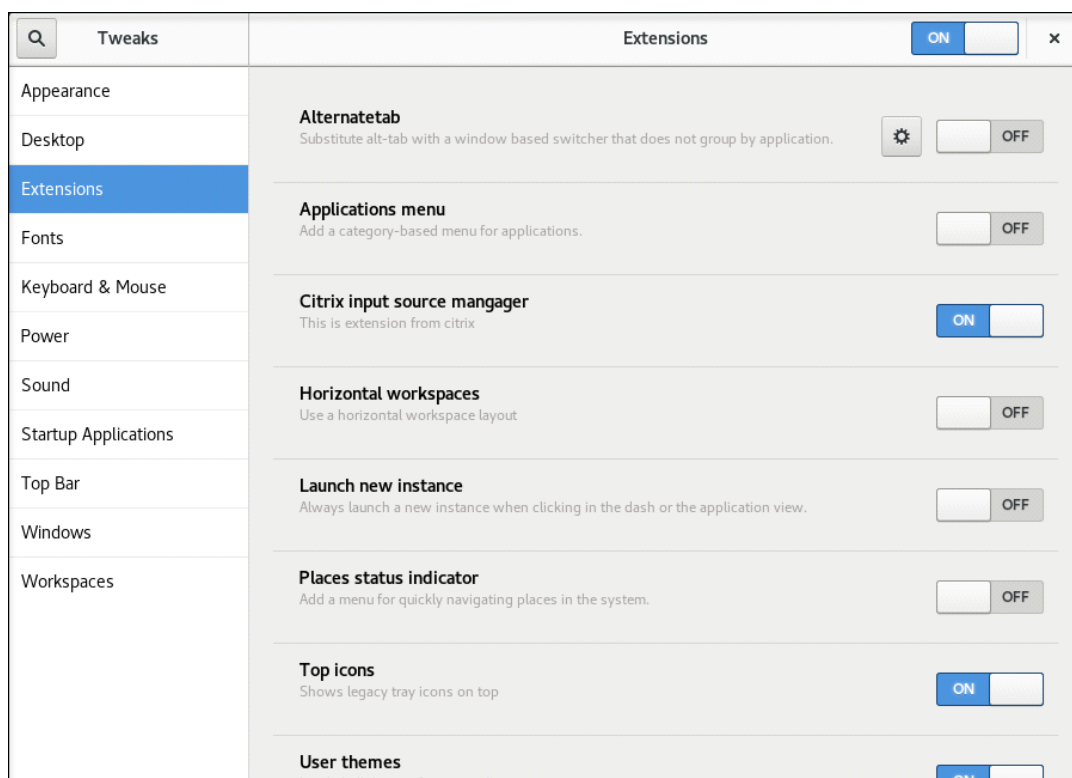 Tweaks
Extensions
ON
Appearance
Desktop
Extensions
Fonts
Keyboard & Mouse
Power
Sound
Startup Applications
Top Bar
Windows
Workspaces
Alternatetab
Substitute alt-tab with a window based switcher that does not group by application.
OFF
Applications menu
Add a category-based menu for applications.
OFF
Citrix input source mangager
This is extension from citrix
ON
Horizontal workspaces
Use a horizontal workspace layout
OFF
Launch new instance
Always launch a new instance when clicking in the dash or the application view.
OFF
Places status indicator
Add a menu for quickly navigating places in the system.
OFF
Top icons
Shows legacy tray icons on top
ON
User themes
ON